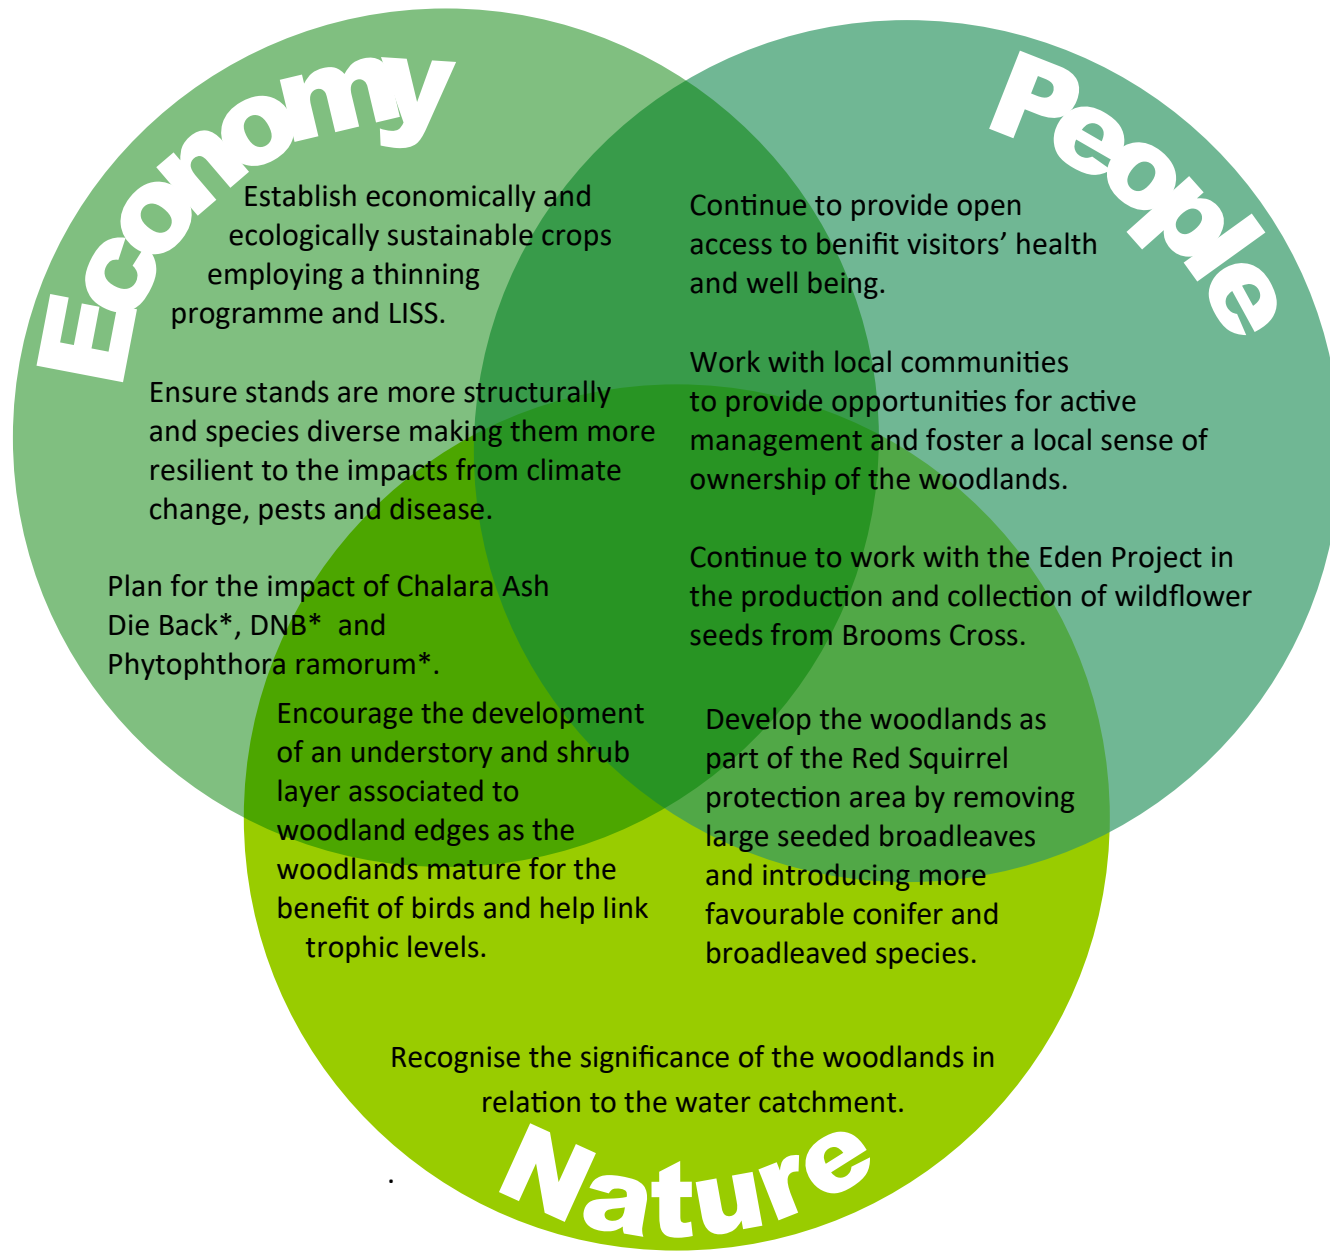 Economy
Establish economically and
ecologically sustainable crops
employing a thinning
programme and LISS.
Ensure stands are more structurally
and species diverse making them more
resilient to the impacts from climate
change, pests and disease.
Plan for the impact of Chalara Ash
Die Back*, DNB* and
Phytophthora ramorum*.
People
Continue to provide open
access to benifit visitors’ health
and well being.
Work with local communities
to provide opportunities for active
management and foster a local sense of
ownership of the woodlands.
Continue to work with the Eden Project in
the production and collection of wildflower
seeds from Brooms Cross.
Encourage the development
of an understory and shrub
layer associated to
woodland edges as the
woodlands mature for the
benefit of birds and help link
trophic levels.
Develop the woodlands as
part of the Red Squirrel
protection area by removing
large seeded broadleaves
and introducing more
favourable conifer and
broadleaved species.
Recognise the significance of the woodlands in
relation to the water catchment.
.
Nature